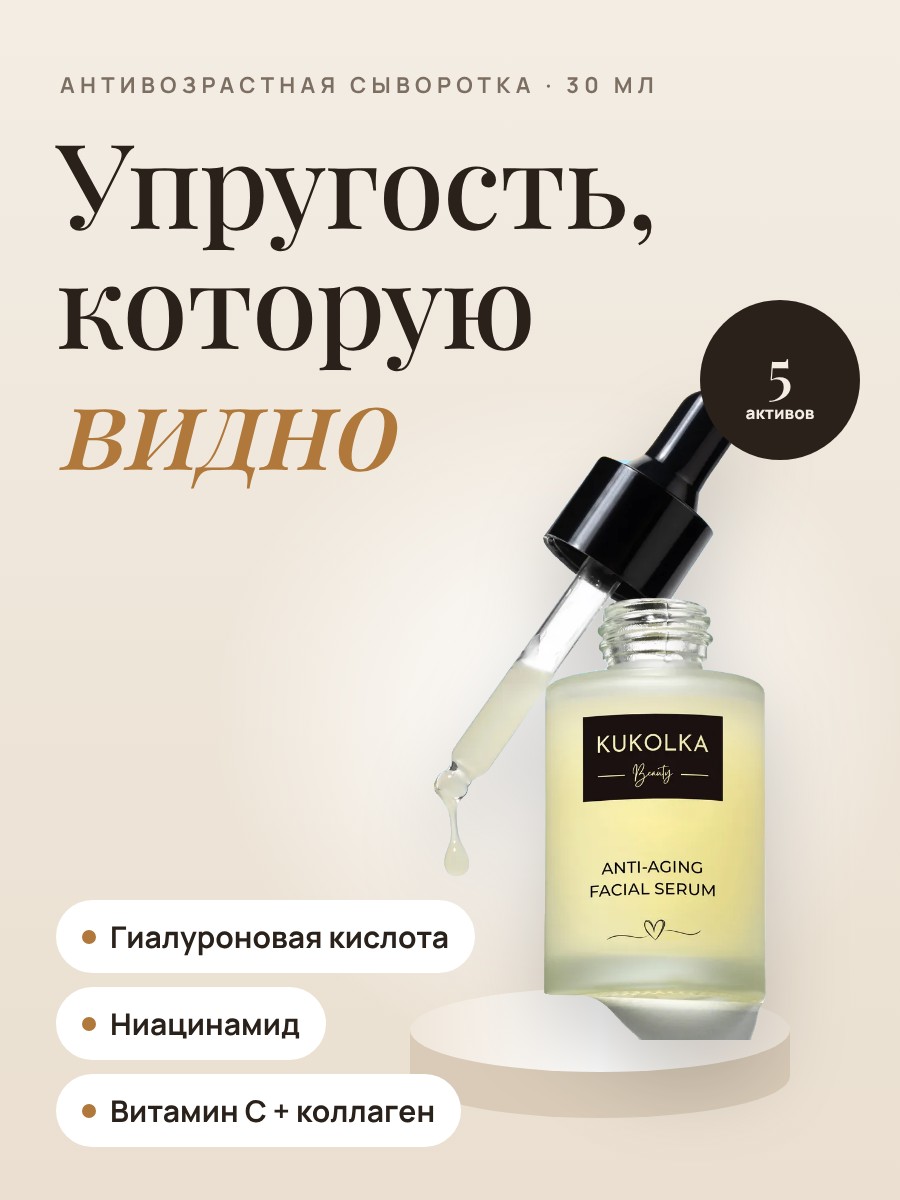 АНТИВОЗРАСТНАЯ СЫВОРОТКА · 30 МЛ
Упругость,
которую
видно
5
активов
KUKOLKA
Beauty
ANTI-AGING
FACIAL SERUM
Гиалуроновая кислота
Ниацинамид
Витамин C + коллаген